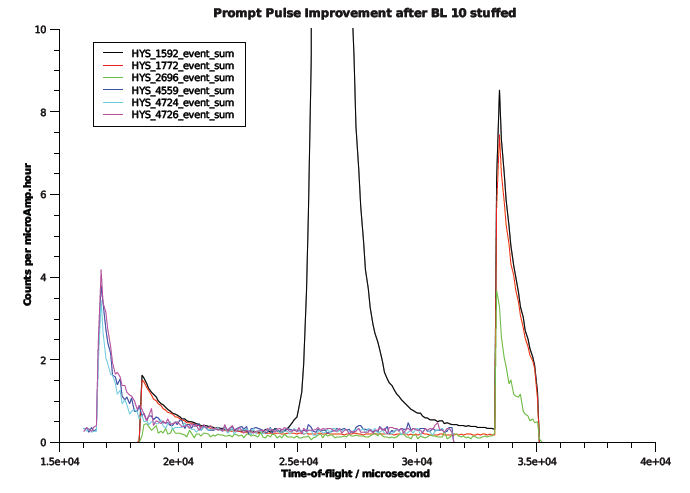 Prompt Pulse Improvement after BL 10 stuffed
10
HYS_1592_event_sum
HYS_1772_event_sum
HYS_2696_event_sum
HYS_4559_event_sum
HYS_4724_event_sum
HYS_4726_event_sum
8
6
4
2
0
Counts per microAmp.hour
1.5e+04 2e+04 2.5e+04 3e+04 3.5e+04 4e+04
Time-of-flight / microsecond